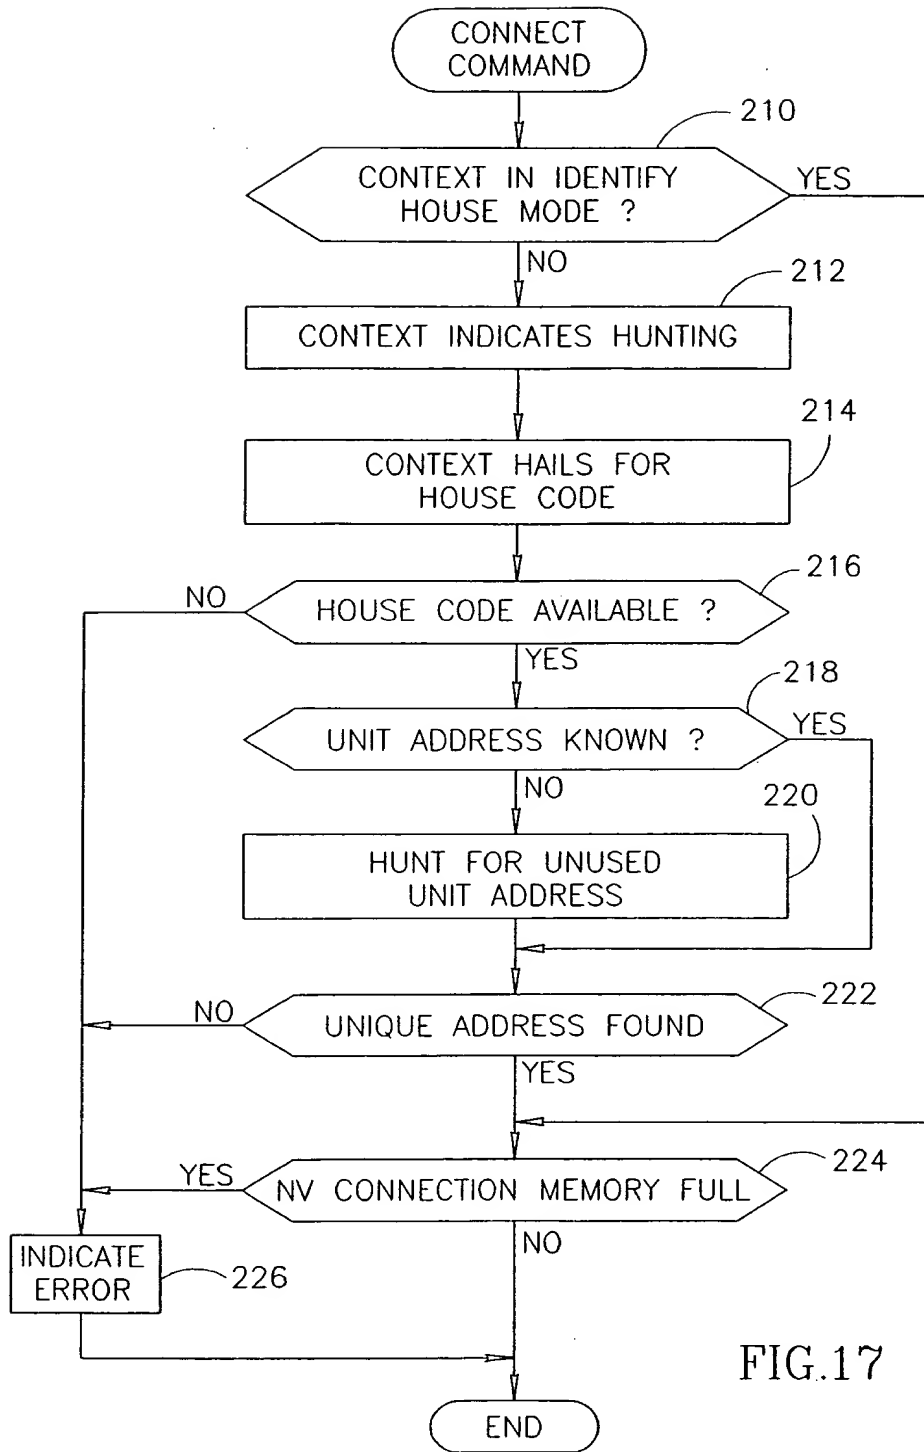 CONNECT
COMMAND
210
CONTEXT IN IDENTIFY
HOUSE MODE ?
YES
NO
212
CONTEXT INDICATES HUNTING
214
CONTEXT HAILS FOR
HOUSE CODE
216
NO
HOUSE CODE AVAILABLE ?
YES
218
UNIT ADDRESS KNOWN ?
YES
NO
220
HUNT FOR UNUSED
UNIT ADDRESS
222
NO
UNIQUE ADDRESS FOUND
YES
224
YES
NV CONNECTION MEMORY FULL
NO
INDICATE
ERROR
226
FIG.17
END